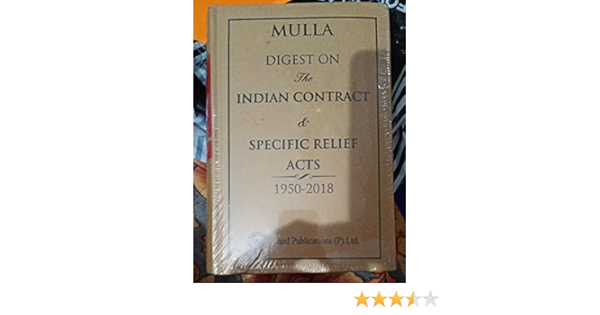 MULLA
DIGEST ON
The
INDIAN CONTRACT
&
SPECIFIC RELIEF
ACTS
1950-2018
Publications (P) Ltd.